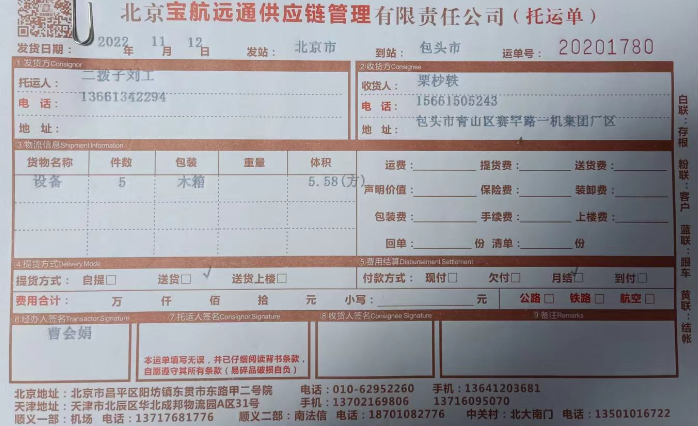 北京宝航远通供应链管理有限责任公司（托运单）
发货日期： 2022 年 11 月 12 日 发站： 北京市 到站： 包头市 运单号： 20201780
1.发货方Consignor 2.收货方Consignee
托运人： 二拨子刘工 收货人： 栗杪轶
电 话： 13661342294 电 话： 15661505243
地 址： 地 址： 包头市青山区赛罕路一机集团厂区
3.物流信息Shipment Information
货物名称 件数 包装 重量 体积 运费： 提货费： 送货费：
设备 5 木箱 5.58(方) 声明价值： 保险费： 装卸费：
包装费： 手续费： 上楼费：
回单： 份 清单： 份
4.提货方式Delivery Mode 5.费用结算Disbursement Settlement
提货方式： 自提□ 送货□ √ 送货上楼□ 付款方式： 现付□ 欠付□ 月结□ √ 到付□
费用合计： 万 仟 佰 拾 元 小写： 元 公路□ 铁路□ 航空□
6.经办人签名Transactor Signature 7.托运人签名Consignor Signature 8.收货人签名Consignee Signature 9.备注Remarks
曹会娟
本运单填写无误，并已仔细阅读背书条款，
自愿遵守其所有条款（易碎品破损自负）
北京地址：北京市昌平区阳坊镇东贯市东路甲二号院 电话：010-62952260 手机：13641203681
天津地址：天津市北辰区华北成邦物流园A区31号 手机：13702169806 13716095070
顺义一部：机场 电话：13717681776 顺义二部：南法信 电话：18701082776 中关村：北大南门 电话：13501016722
白联：存根 粉联：客户 蓝联：跟车 黄联：结帐